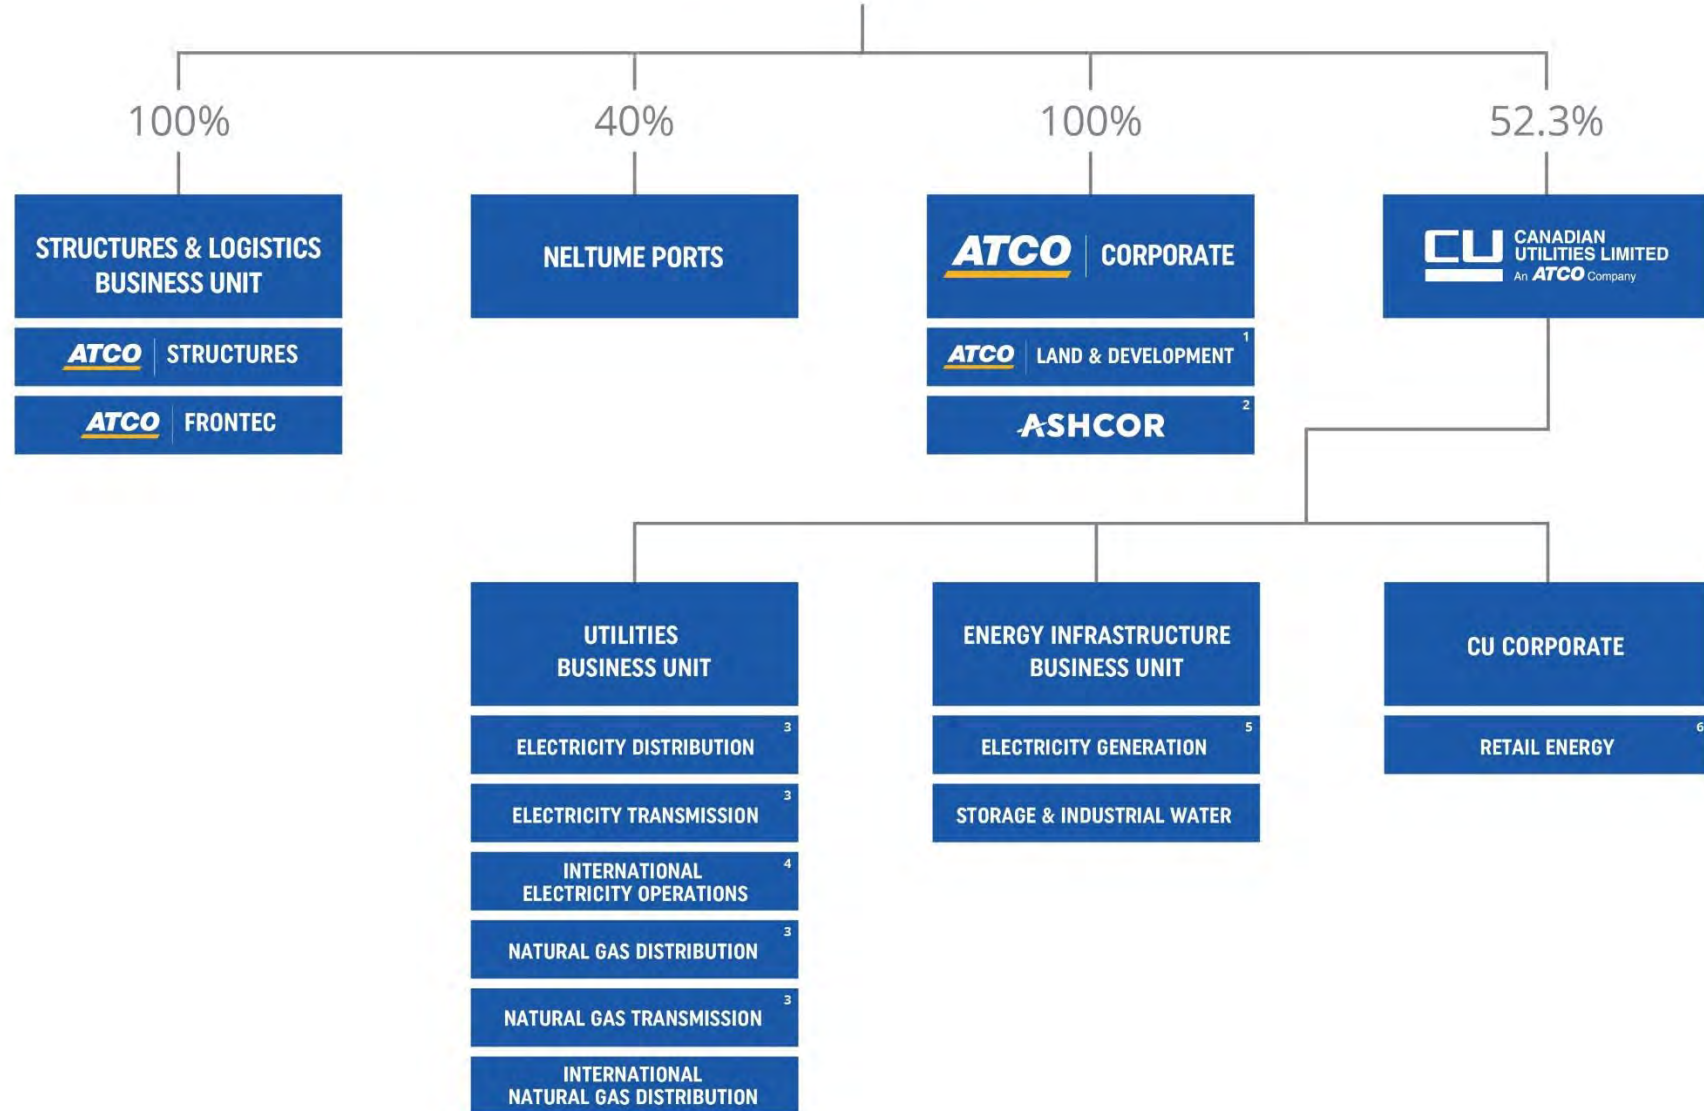 100%
40%
100%
52.3%
STRUCTURES & LOGISTICS
BUSINESS UNIT
ATCO STRUCTURES
ATCO FRONTEC
NELTUME PORTS
ATCO CORPORATE
ATCO LAND & DEVELOPMENT 1
ASHCOR 2
CU CANADIAN
UTILITIES LIMITED
An ATCO Company
UTILITIES
BUSINESS UNIT
ELECTRICITY DISTRIBUTION 3
ELECTRICITY TRANSMISSION 3
INTERNATIONAL 4
ELECTRICITY OPERATIONS
NATURAL GAS DISTRIBUTION 3
NATURAL GAS TRANSMISSION 3
INTERNATIONAL
NATURAL GAS DISTRIBUTION
ENERGY INFRASTRUCTURE
BUSINESS UNIT
ELECTRICITY GENERATION 5
STORAGE & INDUSTRIAL WATER
CU CORPORATE
RETAIL ENERGY 6